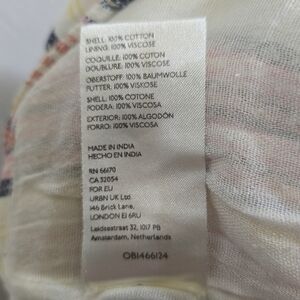 SHELL: 100% COTTON
LINING: 100% VISCOSE
COQUILLE: 100% COTON
DOUBLURE: 100% VISCOSE
OBERSTOFF: 100% BAUMWOLLE
FUTTER: 100% VISKOSE
SHELL: 100% COTONE
FODERA: 100% VISCOSA
EXTERIOR: 100% ALGODÓN
FORRO: 100% VISCOSA
MADE IN INDIA
HECHO EN INDIA
RN 66170
CA 32054
FOR EU
URBN UK Ltd.
146 Brick Lane,
LONDON E1 6RU
Leidsestraat 32, 1017 PB
Amsterdam, Netherlands
OB1466124